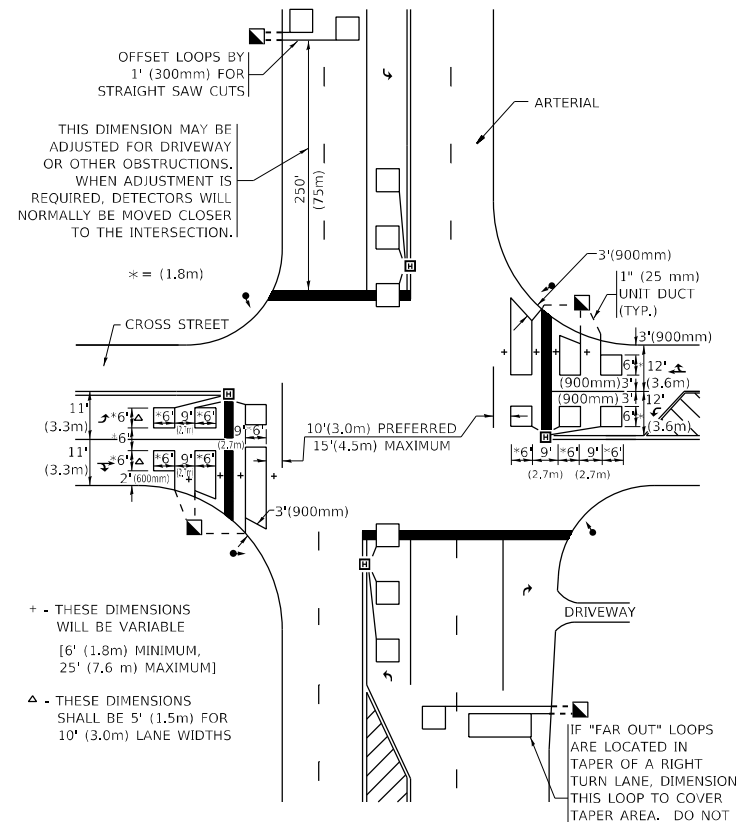 OFFSET LOOPS BY
1' (300mm) FOR
STRAIGHT SAW CUTS
ARTERIAL
THIS DIMENSION MAY BE
ADJUSTED FOR DRIVEWAY
OR OTHER OBSTRUCTIONS.
WHEN ADJUSTMENT IS
REQUIRED, DETECTORS WILL
NORMALLY BE MOVED CLOSER
TO THE INTERSECTION.
250'
(75m)
* = (1.8m)
H
3'(900mm)
1" (25 mm)
UNIT DUCT
(TYP.)
CROSS STREET
3'(900mm)
6'* 12'
(3.6m)
(900mm) 3'
(900mm) 3'
12'
6'*
(3.6m)
H
11'
(3.3m)
*6'
*6' 9' *6'
(2.7m)
*6'
9' *6'
(2.7m)
11'
(3.3m)
*6'
*6' 9' *6'
(2.7m)
2' (600mm)
10'(3.0m) PREFERRED
15'(4.5m) MAXIMUM
H
*6' 9' *6' 9' *6'
(2.7m) (2.7m)
3'(900mm)
H
+ - THESE DIMENSIONS
WILL BE VARIABLE
[6' (1.8m) MINIMUM,
25' (7.6 m) MAXIMUM]
DRIVEWAY
Δ - THESE DIMENSIONS
SHALL BE 5' (1.5m) FOR
10' (3.0m) LANE WIDTHS
IF "FAR OUT" LOOPS
ARE LOCATED IN
TAPER OF A RIGHT
TURN LANE, DIMENSION
THIS LOOP TO COVER
TAPER AREA. DO NOT